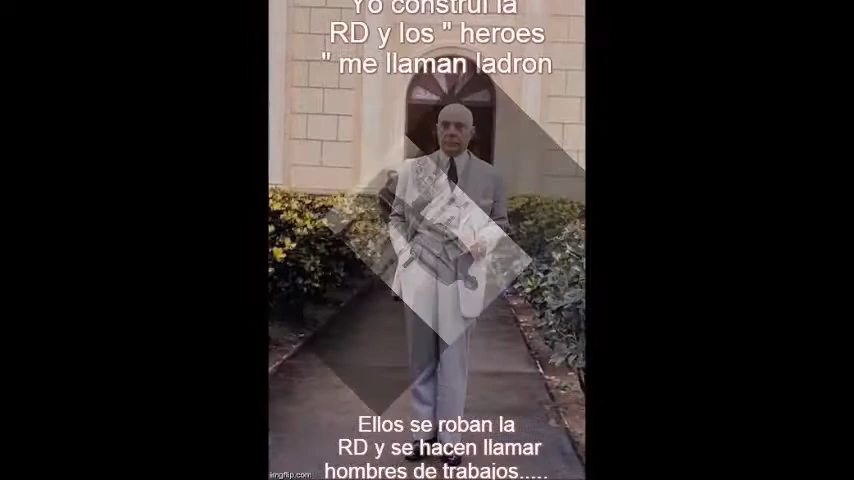 Yo construí la
RD y los " heroes
" me llaman ladron
Ellos se roban la
RD y se hacen llamar
hombres de trabajos.....
imgflip.com